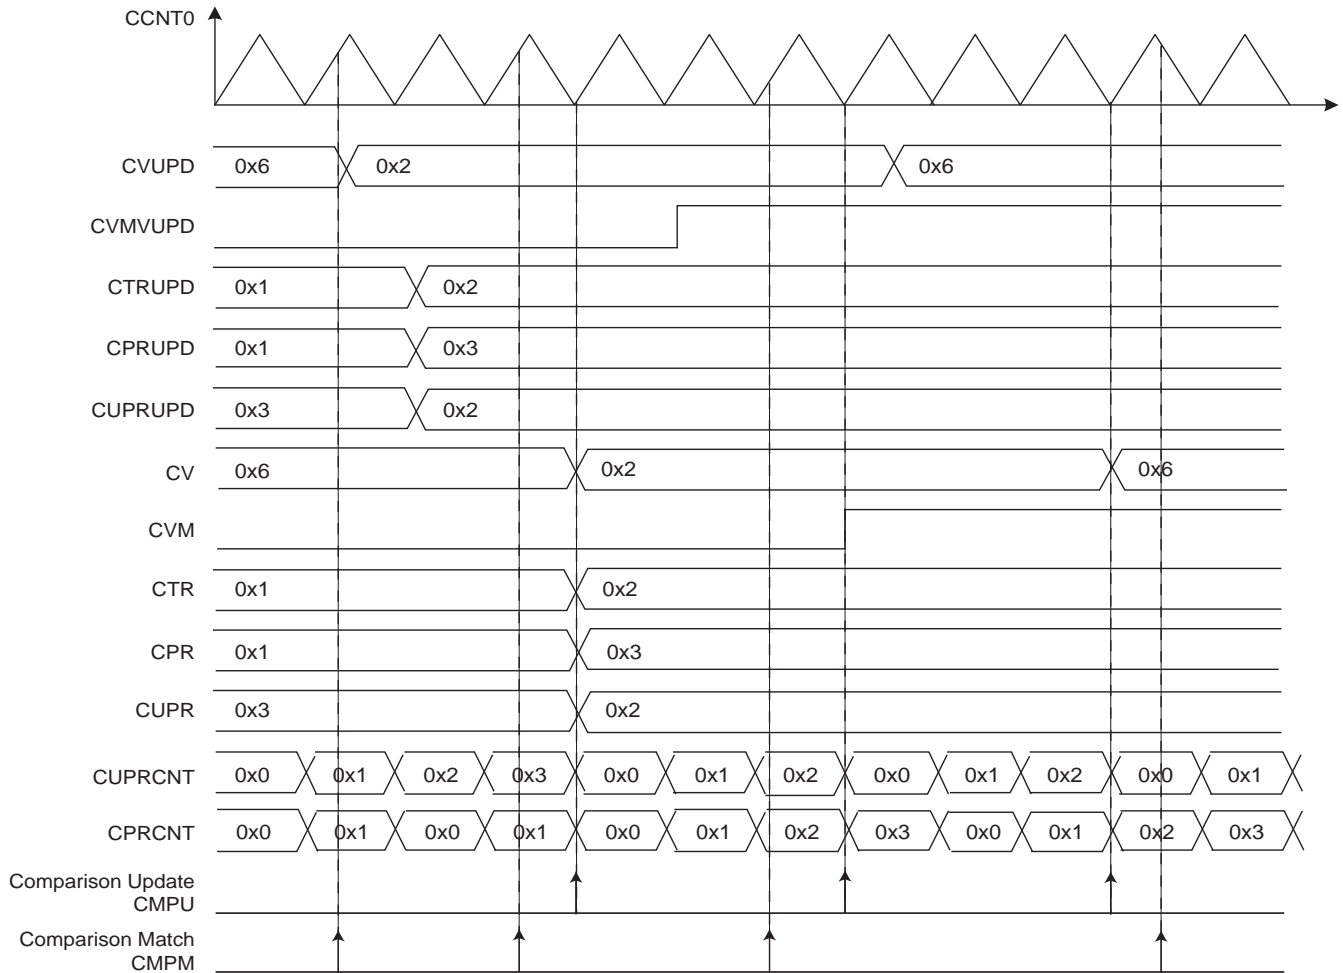 CCNT0
CVUPD 0x6 0x2 0x6
CVMVUPD
CTRUPD 0x1 0x2
CPRUPD 0x1 0x3
CUPRUPD 0x3 0x2
CV 0x6 0x2 0x6
CVM
CTR 0x1 0x2
CPR 0x1 0x3
CUPR 0x3 0x2
CUPRCNT 0x0 0x1 0x2 0x3 0x0 0x1 0x2 0x0 0x1 0x2 0x0 0x1
CPRCNT 0x0 0x1 0x0 0x1 0x0 0x1 0x2 0x3 0x0 0x1 0x2 0x3
Comparison Update
CMPU
Comparison Match
CMPM